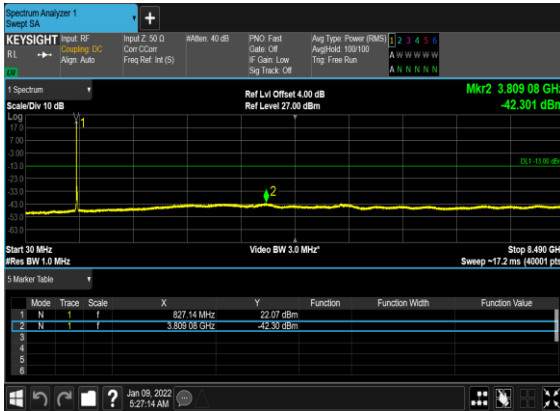 Spectrum Analyzer 1
Swept SA
KEYSIGHT Input: RF Input Z: 50 Ω #Atten: 40 dB PNO: Fast Avg Type: Power (RMS) 1 2 3 4 5 6
RL Coupling: DC Corr CCorr Gate: Off Avg|Hold: 100/100 A W W W W W
Align: Auto Freq Ref: Int (S) IF Gain: Low Trig: Free Run
Sig Track: Off A N N N N N
1 Spectrum Ref Lvl Offset 4.00 dB Mkr2 3.809 08 GHz
Scale/Div 10 dB Ref Level 27.00 dBm -42.301 dBm
Log
17.0
7.00
-3.00
-13.0
DL1 -13.00 dBm
-23.0
-33.0
-43.0
-53.0
-63.0
1
2
Start 30 MHz Video BW 3.0 MHz* Stop 8.490 GHz
#Res BW 1.0 MHz Sweep ~17.2 ms (40001 pts)
5 Marker Table
Mode Trace Scale X Y Function Function Width Function Value
1 N 1 f 827.14 MHz 22.07 dBm
2 N 1 f 3.809 08 GHz -42.30 dBm
3
4
5
6
Jan 09, 2022
5:27:14 AM